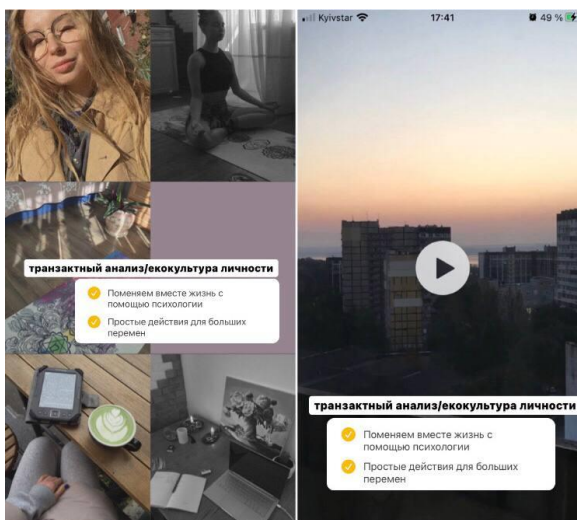 Kyivstar 17:41 49 %
транзактный анализ/екокультура личности
Поменяем вместе жизнь с
помощью психологии
Простые действия для больших
перемен
транзактный анализ/екокультура личности
Поменяем вместе жизнь с
помощью психологии
Простые действия для больших
перемен